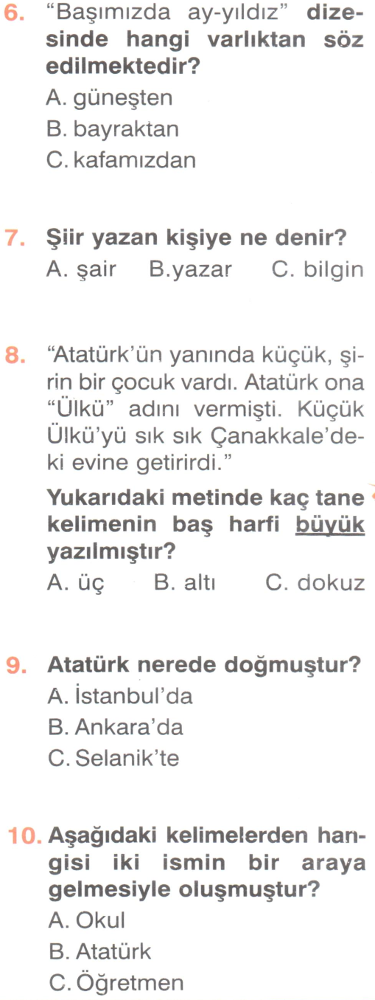 6. “Başımızda ay-yıldız” dize-
sinde hangi varlıktan söz
edilmektedir?
A. güneşten
B. bayraktan
C. kafamızdan
7. Şiir yazan kişiye ne denir?
A. şair B.yazar C. bilgin
8. “Atatürk’ün yanında küçük, şi-
rin bir çocuk vardı. Atatürk ona
“Ülkü” adını vermişti. Küçük
Ülkü’yü sık sık Çanakkale’de-
ki evine getirirdi.”
Yukarıdaki metinde kaç tane
kelimenin baş harfi büyük
yazılmıştır?
A. üç B. altı C. dokuz
9. Atatürk nerede doğmuştur?
A. İstanbul’da
B. Ankara’da
C. Selanik’te
10. Aşağıdaki kelimelerden han-
gisi iki ismin bir araya
gelmesiyle oluşmuştur?
A. Okul
B. Atatürk
C. Öğretmen